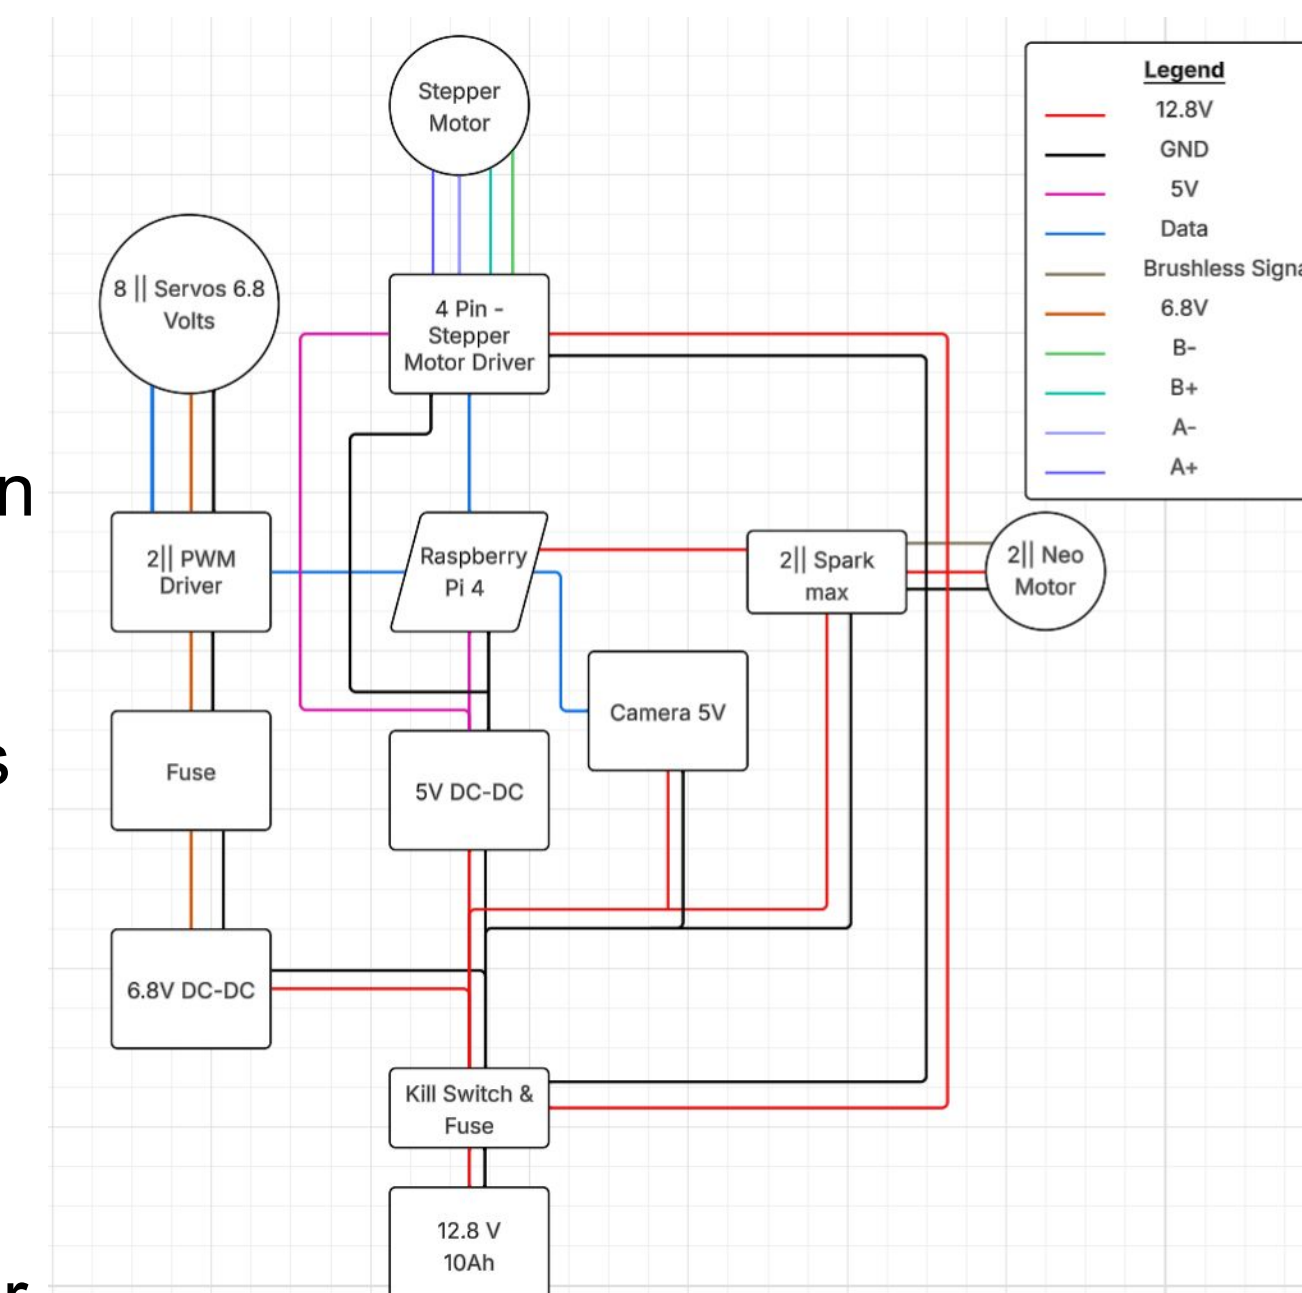 Stepper
Motor
Legend
12.8V
GND
5V
Data
Brushless Signa
6.8V
B-
B+
A-
A+
8 || Servos 6.8
Volts
4 Pin -
Stepper
Motor Driver
n
2|| PWM
Driver
Raspberry
Pi 4
2|| Spark
max
2|| Neo
Motor
s
Fuse
Camera 5V
5V DC-DC
6.8V DC-DC
Kill Switch &
Fuse
12.8 V
10Ah
r